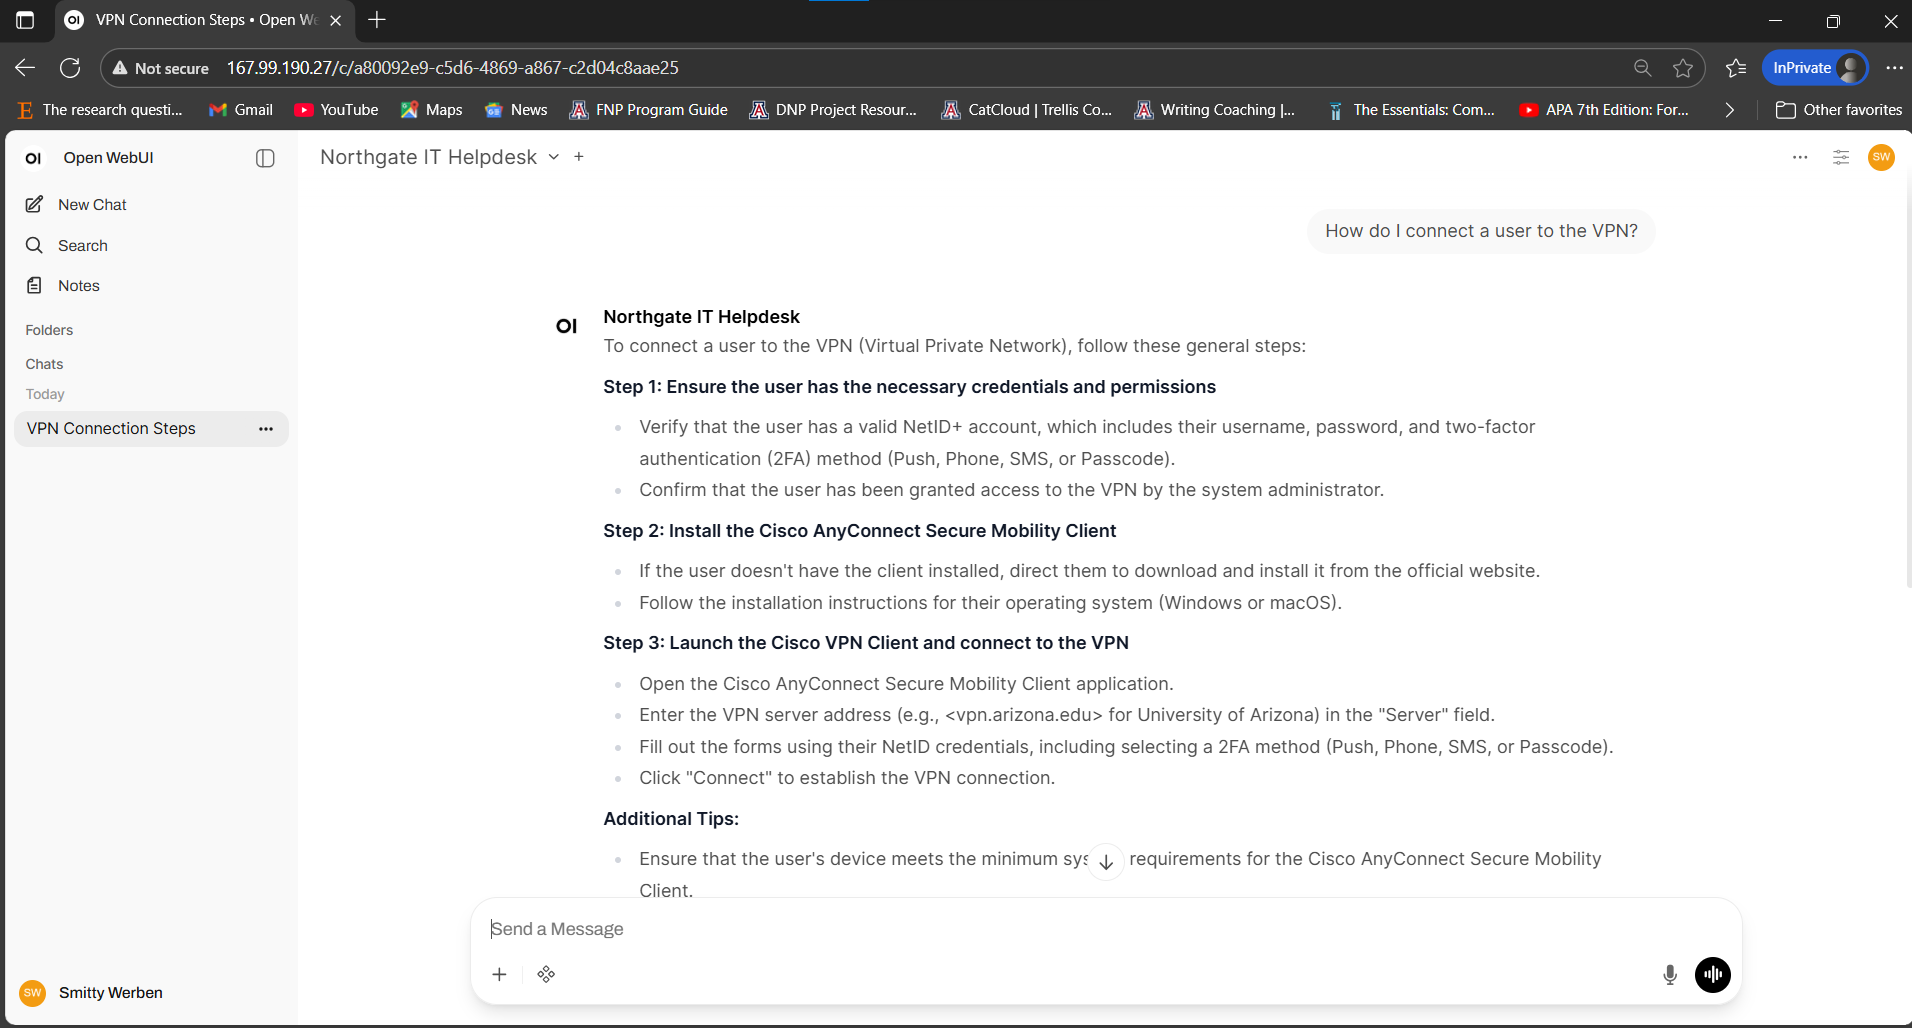 VPN Connection Steps • Open We
Not secure 167.99.190.27/c/a80092e9-c5d6-4869-a867-c2d04c8aae25
InPrivate
The research questi...
Gmail
YouTube
Maps
News
FNP Program Guide
DNP Project Resour...
CatCloud | Trellis Co...
Writing Coaching |...
The Essentials: Com...
APA 7th Edition: For...
Other favorites
OI Open WebUI
New Chat
Search
Notes
Folders
Chats
Today
VPN Connection Steps
SW Smitty Werben
Northgate IT Helpdesk
SW
How do I connect a user to the VPN?
OI Northgate IT Helpdesk
To connect a user to the VPN (Virtual Private Network), follow these general steps:
Step 1: Ensure the user has the necessary credentials and permissions
Verify that the user has a valid NetID+ account, which includes their username, password, and two-factor
authentication (2FA) method (Push, Phone, SMS, or Passcode).
Confirm that the user has been granted access to the VPN by the system administrator.
Step 2: Install the Cisco AnyConnect Secure Mobility Client
If the user doesn't have the client installed, direct them to download and install it from the official website.
Follow the installation instructions for their operating system (Windows or macOS).
Step 3: Launch the Cisco VPN Client and connect to the VPN
Open the Cisco AnyConnect Secure Mobility Client application.
Enter the VPN server address (e.g., <vpn.arizona.edu> for University of Arizona) in the "Server" field.
Fill out the forms using their NetID credentials, including selecting a 2FA method (Push, Phone, SMS, or Passcode).
Click "Connect" to establish the VPN connection.
Additional Tips:
Ensure that the user's device meets the minimum sys requirements for the Cisco AnyConnect Secure Mobility
Client.
Send a Message